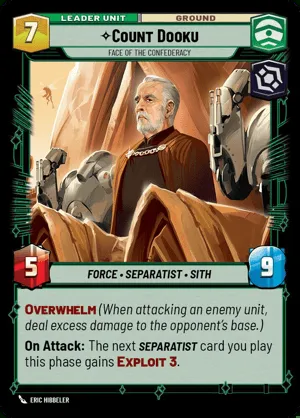 LEADER UNIT
GROUND
7
✧COUNT DOOKU
FACE OF THE CONFEDERACY
5
9
FORCE • SEPARATIST • SITH
OVERWHELM (When attacking an enemy unit,
deal excess damage to the opponent's base.)
On Attack: The next SEPARATIST card you play
this phase gains EXPLOIT 3.
ERIC HIBBELER